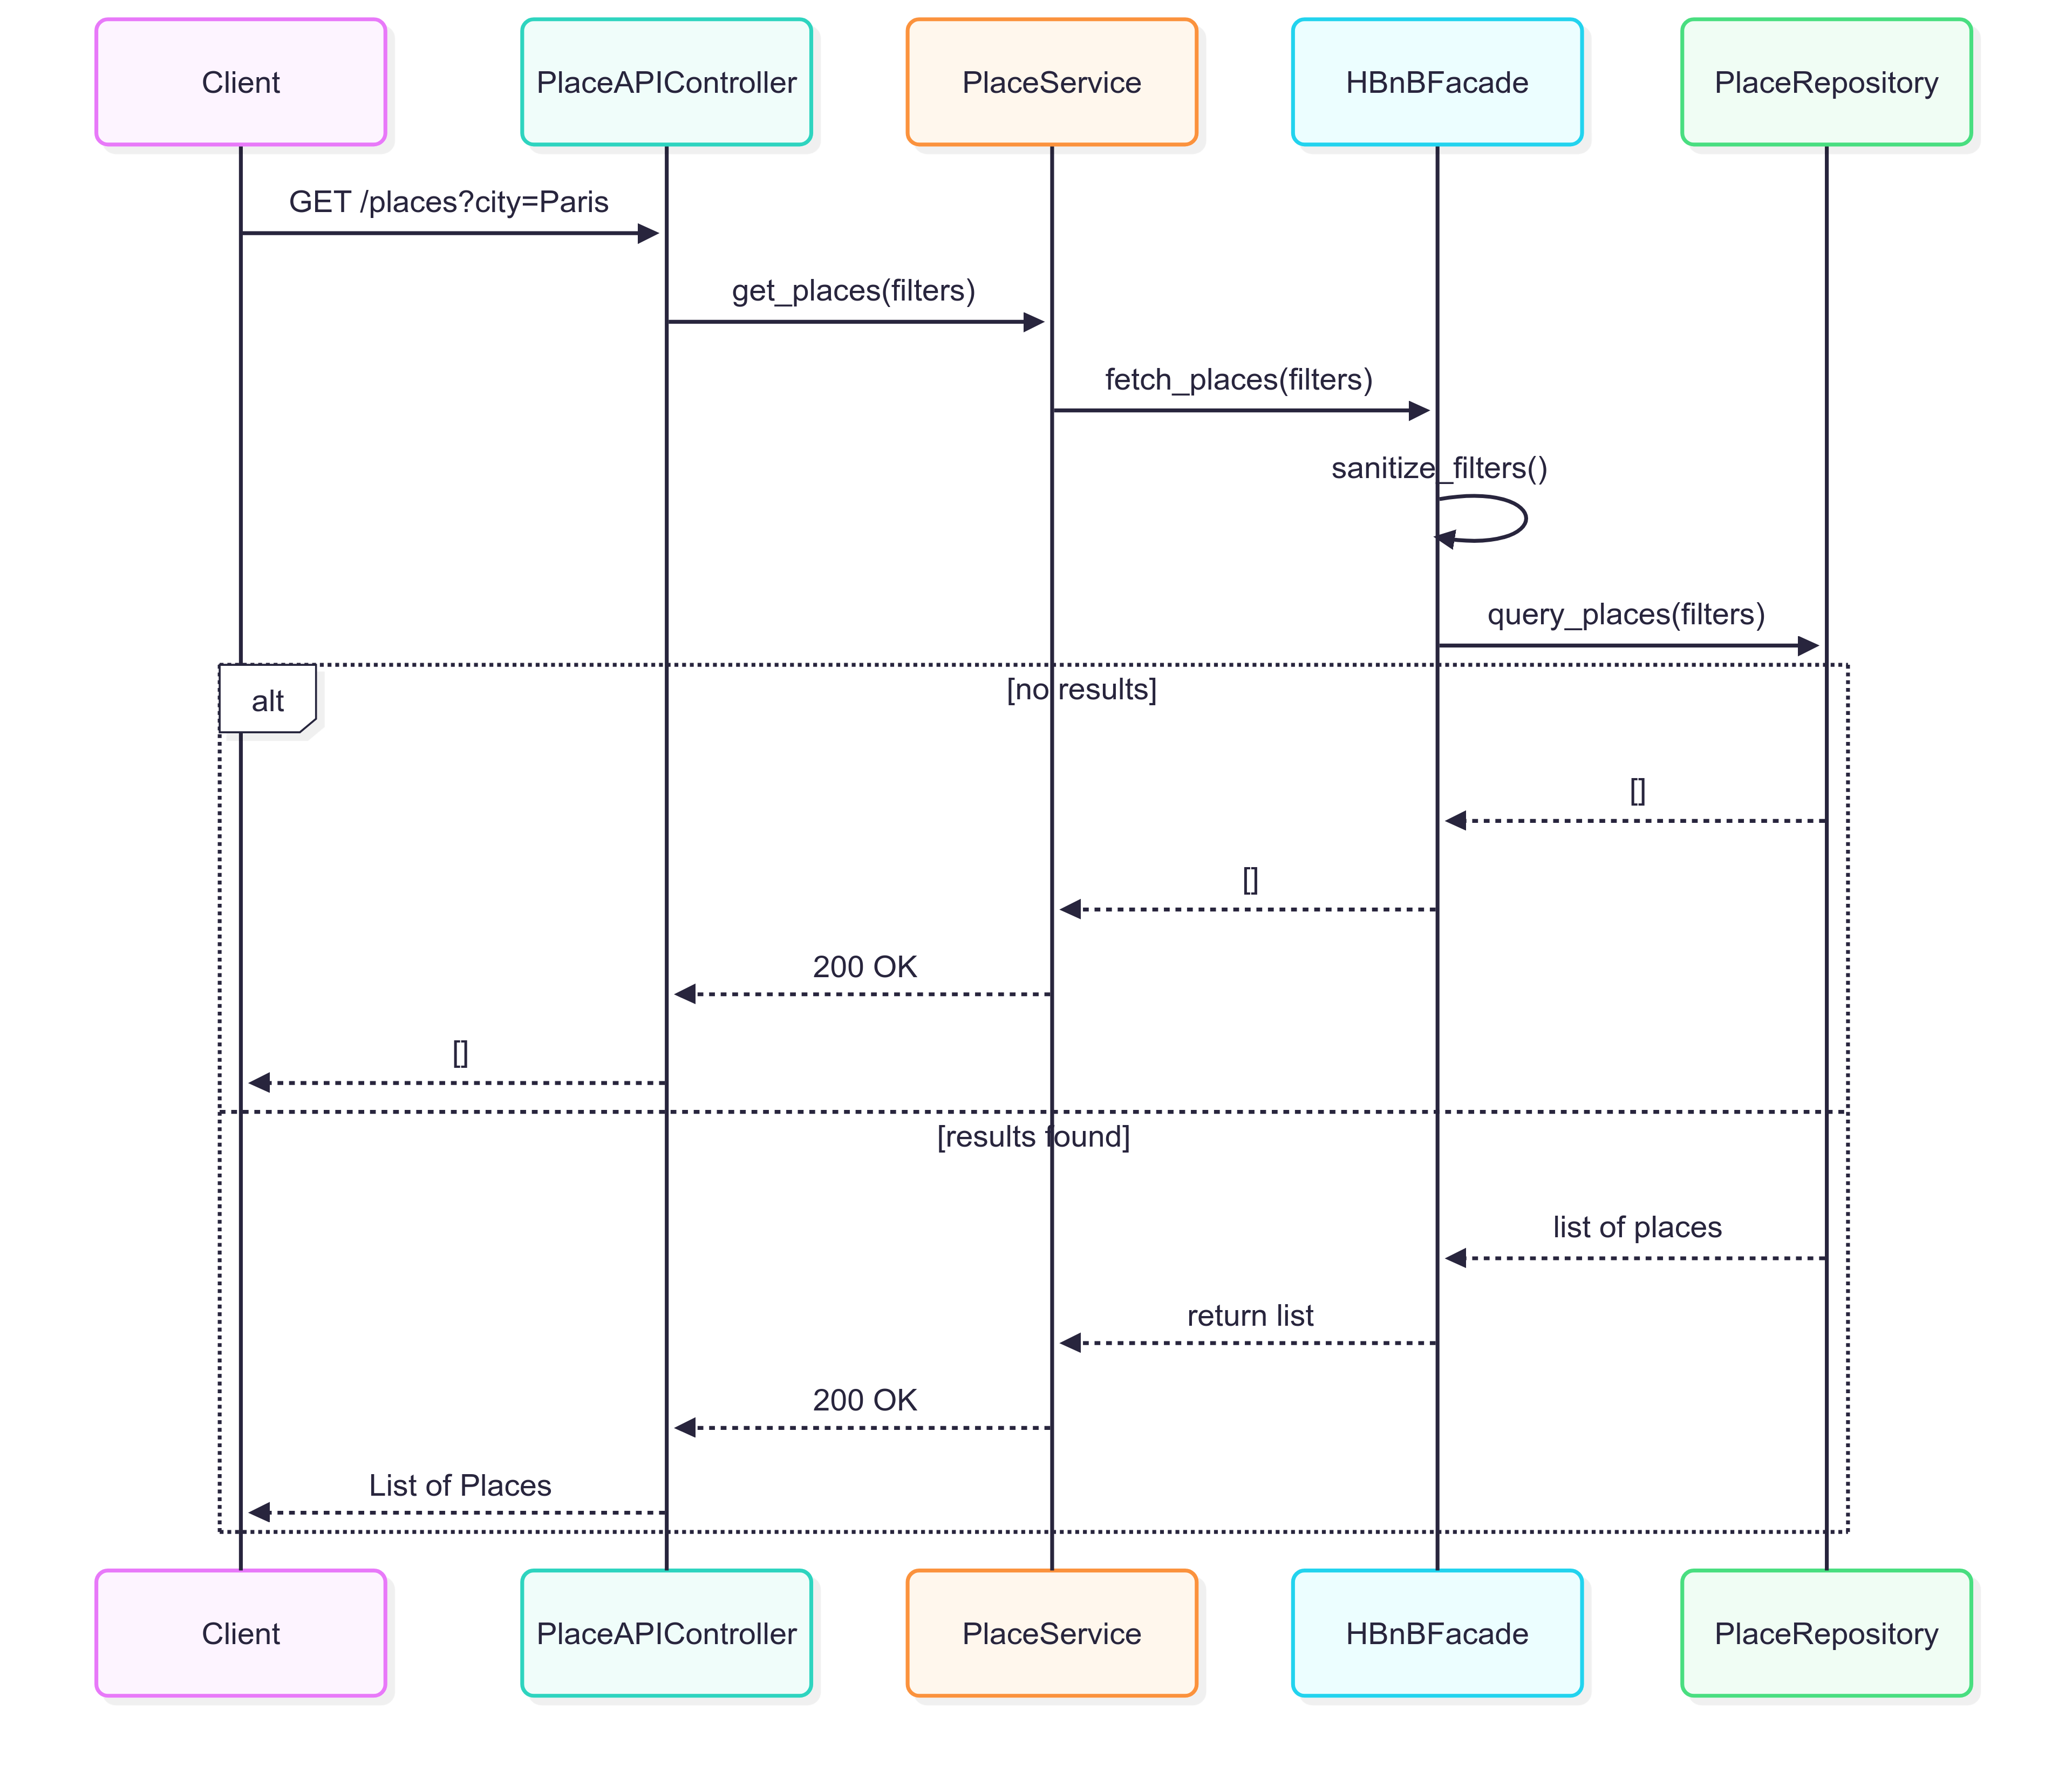 Client
PlaceAPIController
PlaceService
HBnBFacade
PlaceRepository
GET /places?city=Paris
get_places(filters)
fetch_places(filters)
sanitize_filters()
query_places(filters)
alt
[no results]
[]
[]
200 OK
[]
[results found]
list of places
return list
200 OK
List of Places
Client
PlaceAPIController
PlaceService
HBnBFacade
PlaceRepository